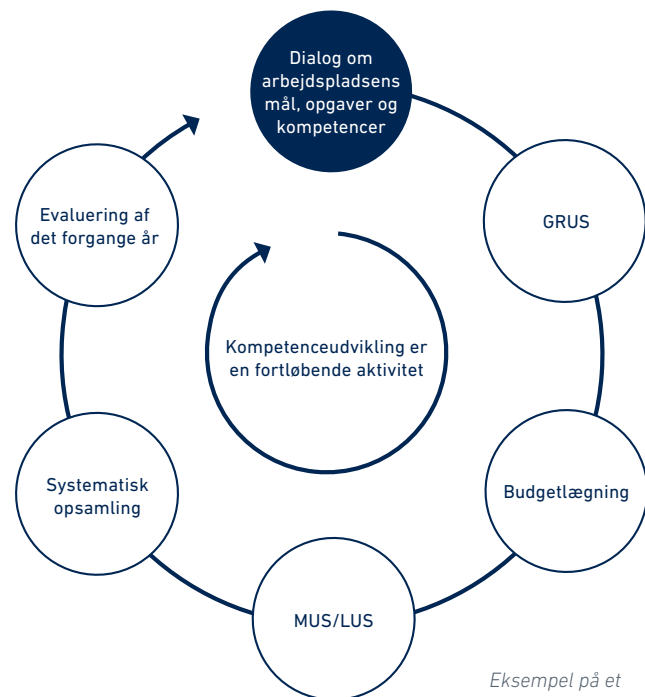 Dialog om
arbejdspladsens
mål, opgaver og
kompetencer
GRUS
Budgetlægning
MUS/LUS
Systematisk
opsamling
Evaluering af
det forgange år
Kompetenceudvikling er
en fortløbende aktivitet
Eksempel på et